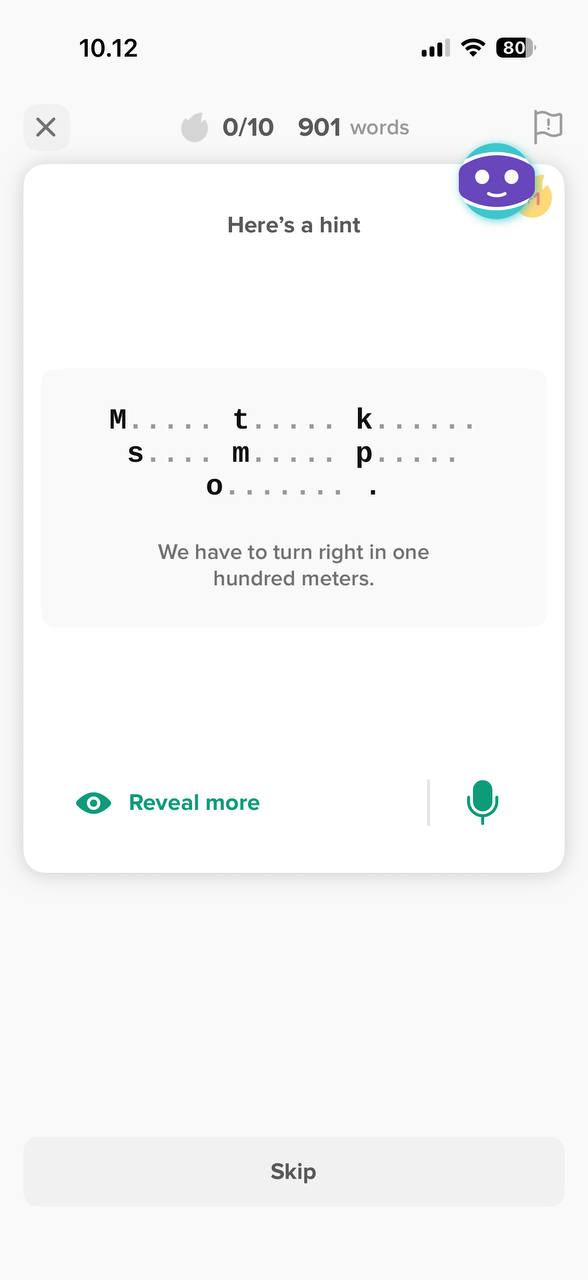 10.12
80
0/10 901 words
Here's a hint
M..... t..... k......
s.... m..... p.....
o....... .
We have to turn right in one
hundred meters.
Reveal more
Skip